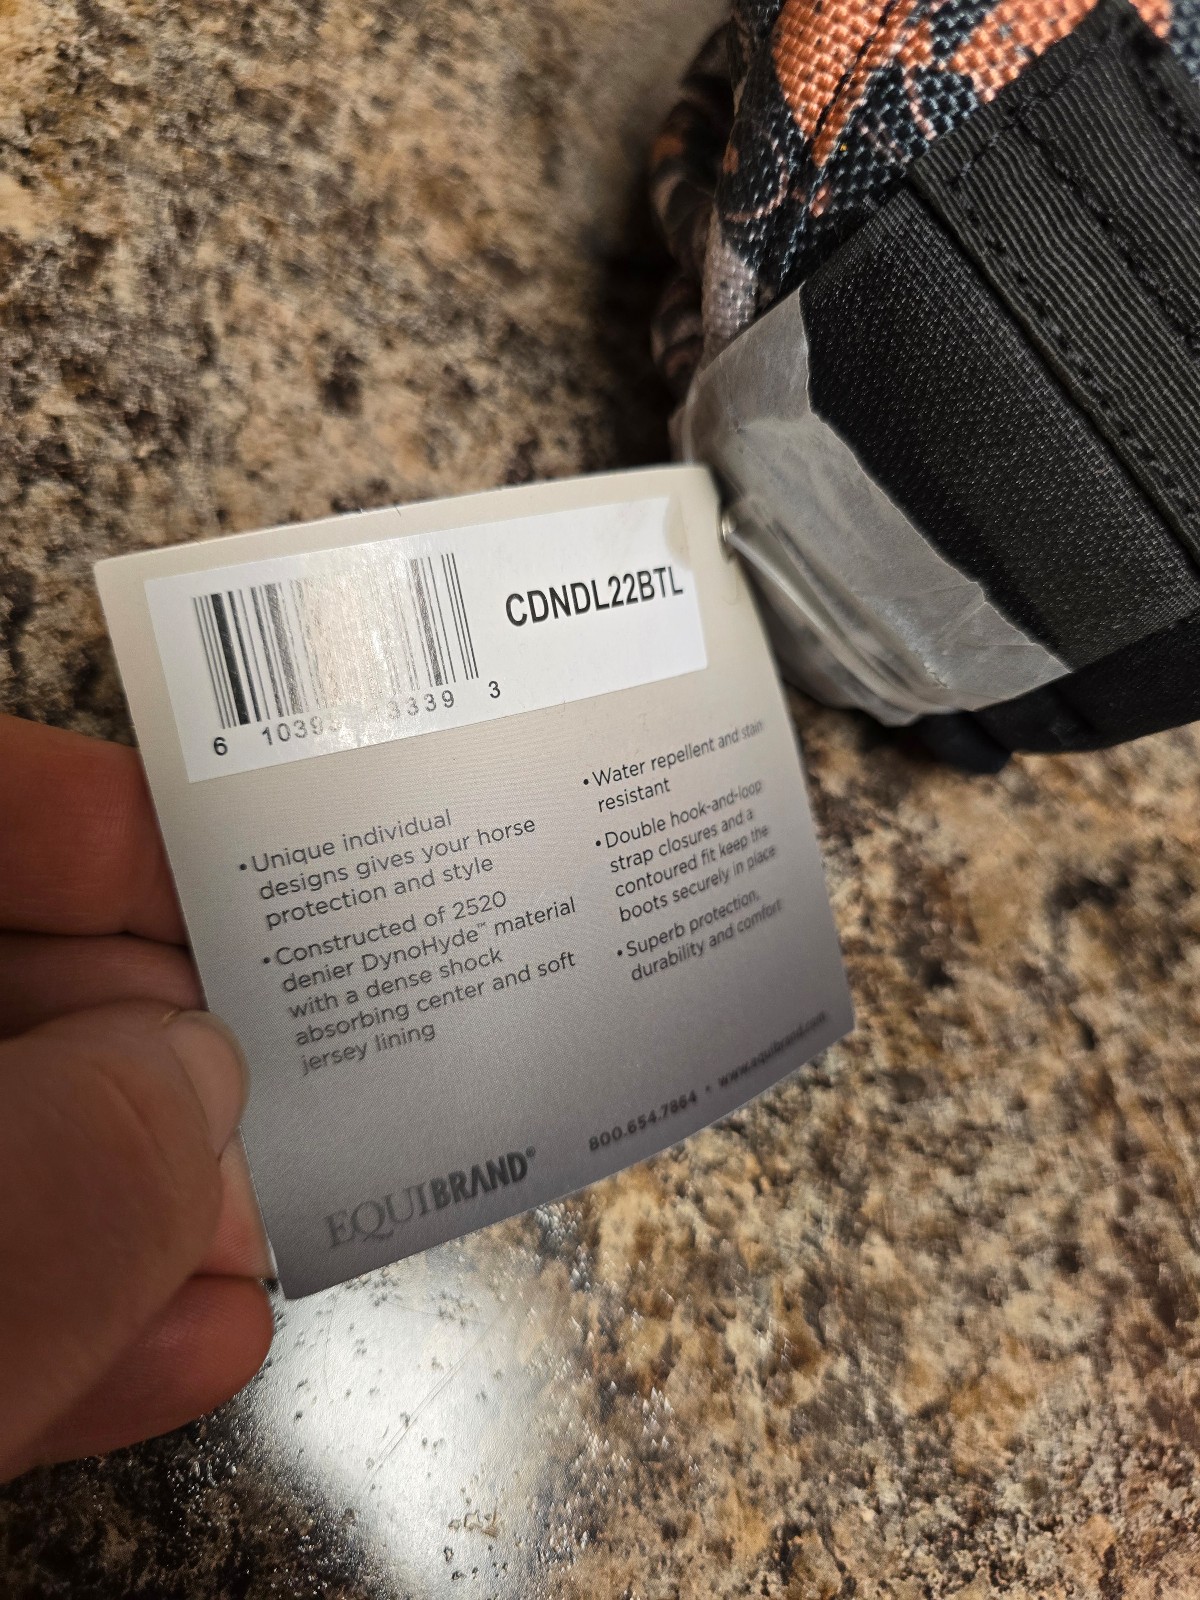 CDNDL22BTL
6 1039 3339 3
• Unique individual
designs gives your horse
protection and style
• Constructed of 2520
denier DynoHyde™ material
with a dense shock
absorbing center and soft
jersey lining
• Water repellent and stain
resistant
• Double hook-and-loop
strap closures and a
contoured fit keep the
boots securely in place
• Superb protection,
durability and comfort
EQUIBRAND®
800.654.7864 • www.equibrand.com